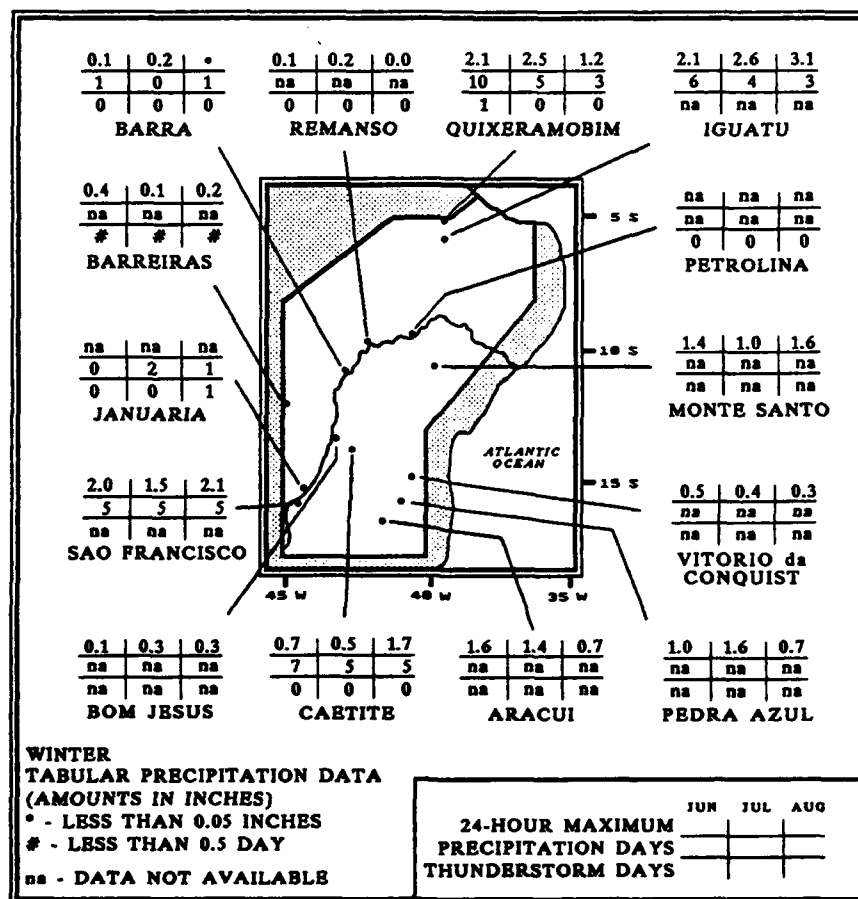 0.1 0.2 *
1 0 1
0 0 0
BARRA
0.1 0.2 0.0
na na na
0 0 0
REMANSO
2.1 2.5 1.2
10 5 3
1 0 0
QUIXERAMOBIM
2.1 2.6 3.1
6 4 3
na na na
IGUATU
0.4 0.1 0.2
na na na
# # #
BARREIRAS
na na na
na na na
0 0 0
PETROLINA
na na na
0 2 1
0 0 1
JANUARIA
1.4 1.0 1.6
na na na
na na na
MONTE SANTO
2.0 1.5 2.1
5 5 5
na na na
SAO FRANCISCO
0.5 0.4 0.3
na na na
na na na
VITORIO da
CONQUIST
5 S
10 S
15 S
ATLANTIC
OCEAN
45 W 40 W 35 W
0.1 0.3 0.3
na na na
na na na
BOM JESUS
0.7 0.5 1.7
7 5 5
0 0 0
CAETITE
1.6 1.4 0.7
na na na
na na na
ARACUI
1.0 1.6 0.7
na na na
na na na
PEDRA AZUL
WINTER
TABULAR PRECIPITATION DATA
(AMOUNTS IN INCHES)
* - LESS THAN 0.05 INCHES
# - LESS THAN 0.5 DAY
na - DATA NOT AVAILABLE
JUN JUL AUG
24-HOUR MAXIMUM
PRECIPITATION DAYS
THUNDERSTORM DAYS